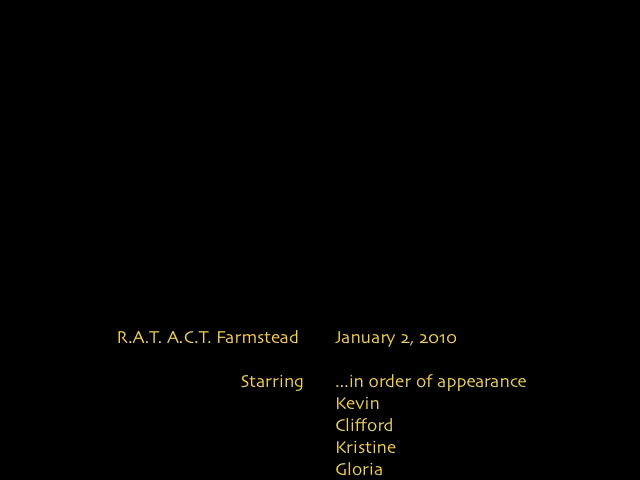 R.A.T. A.C.T. Farmstead January 2, 2010
Starring ...in order of appearance
Kevin
Clifford
Kristine
Gloria